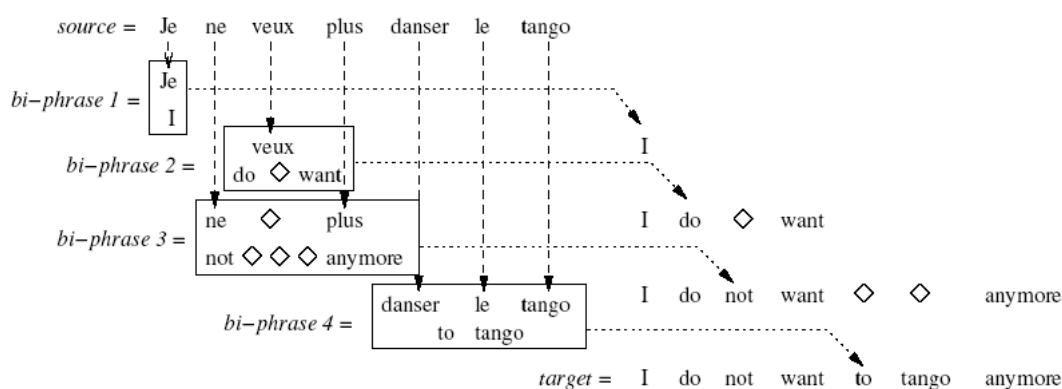 source = Je ne veux plus danser le tango
bi−phrase 1 = Je
I
I
bi−phrase 2 = veux
do ◇ want
I do ◇ want
bi−phrase 3 = ne ◇ plus
not ◇ ◇ ◇ anymore
I do not want ◇ ◇ anymore
bi−phrase 4 = danser le tango
to tango
target = I do not want to tango anymore